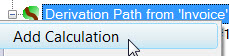 Derivation Path from 'Invoice'
Add Calculation